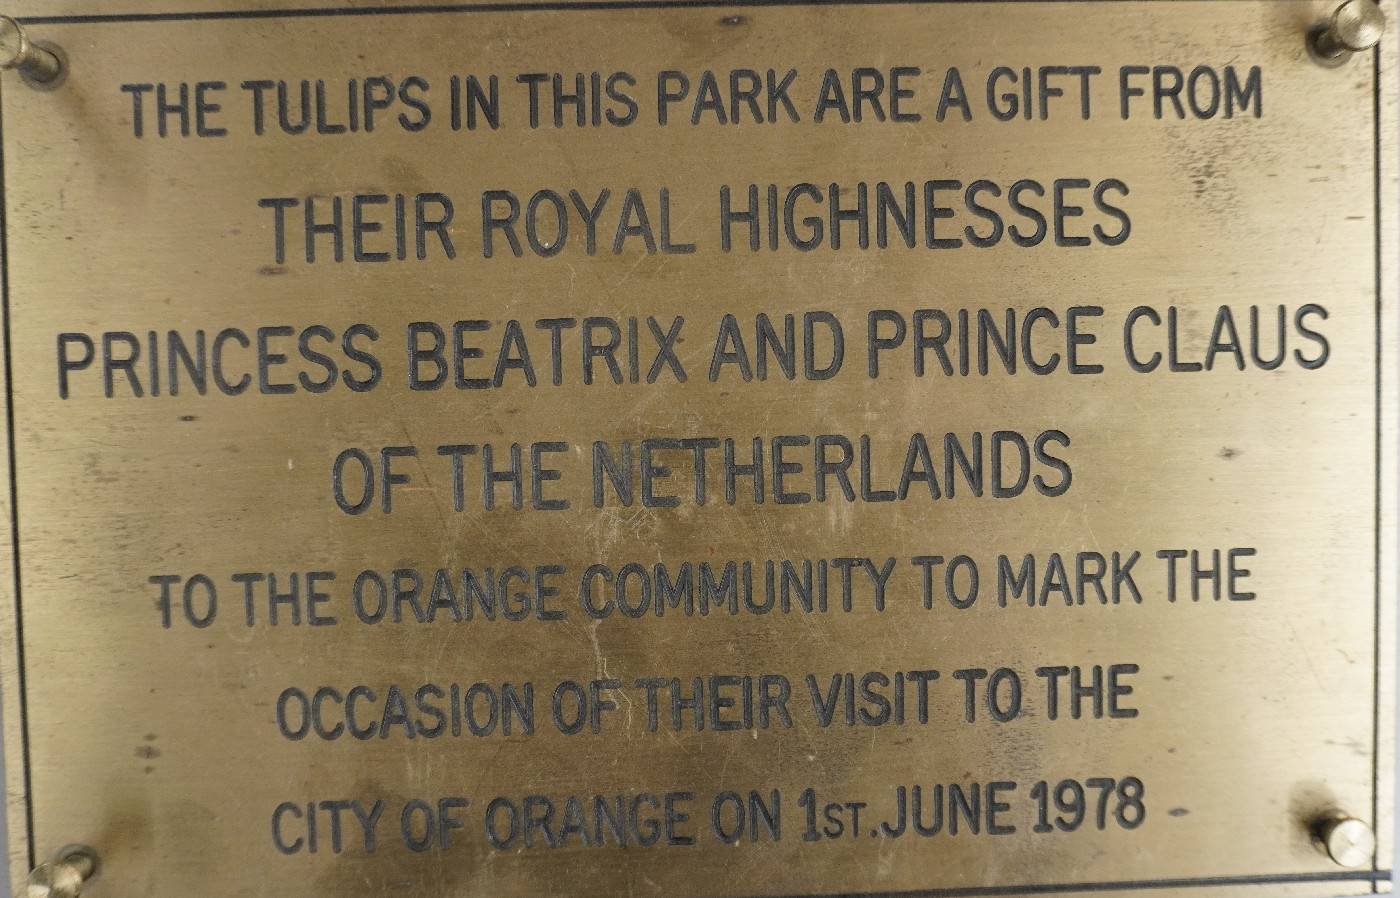 THE TULIPS IN THIS PARK ARE A GIFT FROM
THEIR ROYAL HIGHNESSES
PRINCESS BEATRIX AND PRINCE CLAUS
OF THE NETHERLANDS
TO THE ORANGE COMMUNITY TO MARK THE
OCCASION OF THEIR VISIT TO THE
CITY OF ORANGE ON 1ST. JUNE 1978